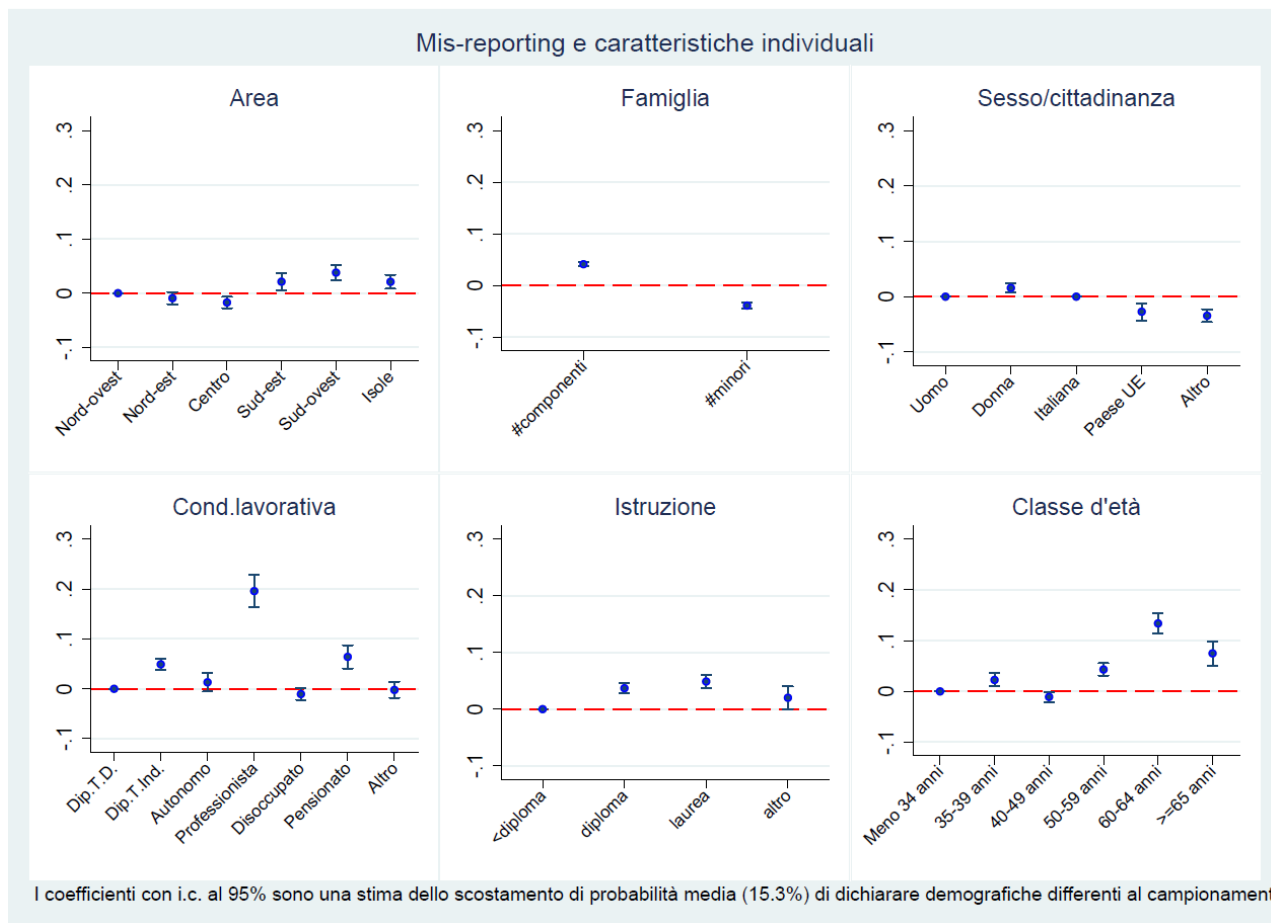 Mis-reporting e caratteristiche individuali
Area
.3
.2
.1
0
-.1
Nord-ovest
Nord-est
Centro
Sud-est
Sud-ovest
Isole
Famiglia
.3
.2
.1
0
-.1
#componenti
#minori
Sesso/cittadinanza
.3
.2
.1
0
-.1
Uomo
Donna
Italiana
Paese UE
Altro
Cond.lavorativa
.3
.2
.1
0
-.1
Dip.T.D.
Dip.T.Ind.
Autonomo
Professionista
Disoccupato
Pensionato
Altro
Istruzione
.3
.2
.1
0
-.1
<diploma
diploma
laurea
altro
Classe d'età
.3
.2
.1
0
-.1
Meno 34 anni
35-39 anni
40-49 anni
50-59 anni
60-64 anni
>=65 anni
I coefficienti con i.c. al 95% sono una stima dello scostamento di probabilità media (15.3%) di dichiarare demografiche differenti al campionament